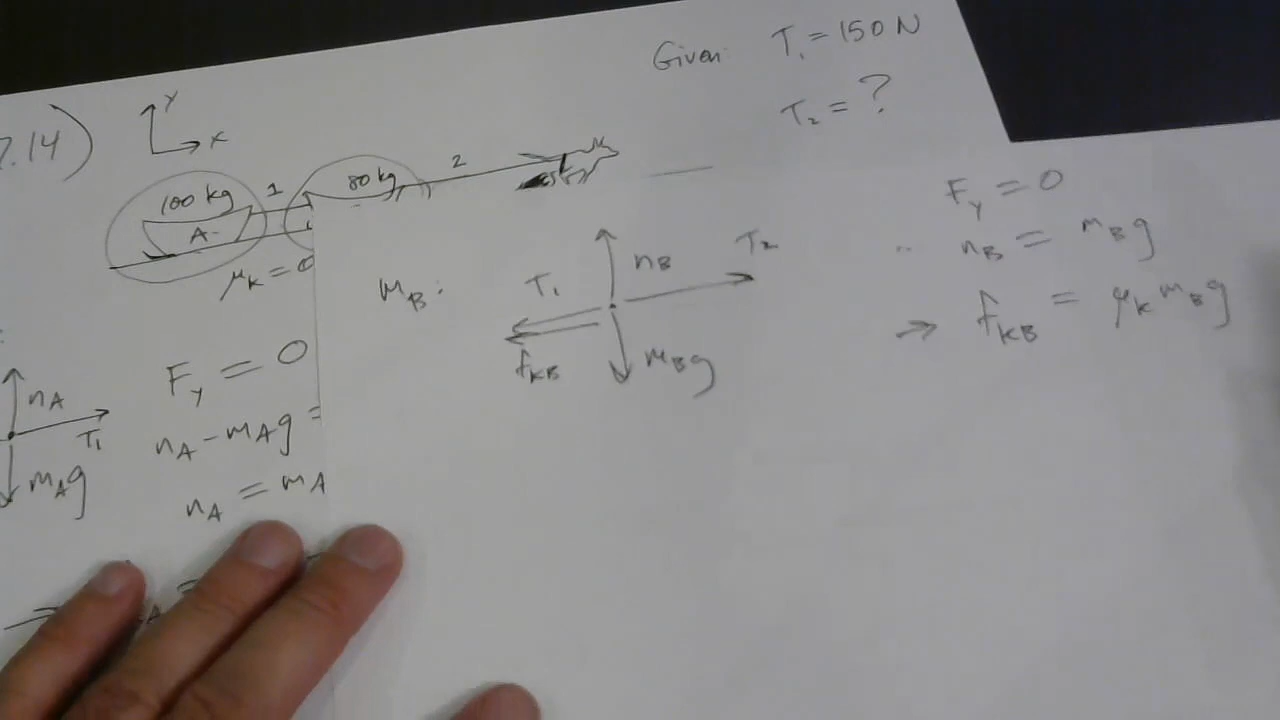 Given: T₁ = 150 N
T₂ = ?
7.14)
Y
X
100 kg
1
80 kg
2
A
μₖ = 0
m_B:
T₁
n_B
T₂
f_kB
m_B g
F_y = 0
n_B = m_B g
⇒ f_kB = μₖ m_B g
n_A
T₁
m_A g
F_y = 0
n_A - m_A g =
n_A = m_A